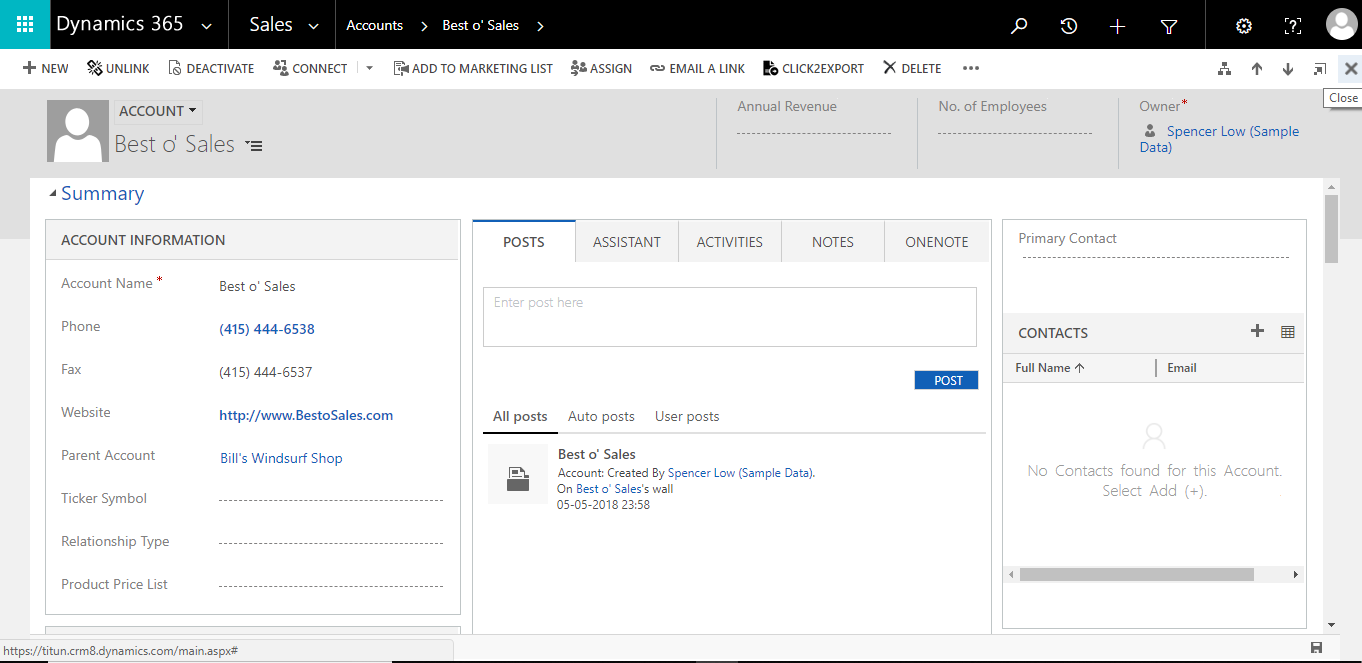 Dynamics 365 Sales Accounts Best o' Sales
NEW UNLINK DEACTIVATE CONNECT ADD TO MARKETING LIST ASSIGN EMAIL A LINK CLICK2EXPORT DELETE
Close
ACCOUNT
Best o' Sales
Annual Revenue
No. of Employees
Owner*
Spencer Low (Sample
Data)
Summary
ACCOUNT INFORMATION
Account Name * Best o' Sales
Phone (415) 444-6538
Fax (415) 444-6537
Website http://www.BestoSales.com
Parent Account Bill's Windsurf Shop
Ticker Symbol
Relationship Type
Product Price List
POSTS ASSISTANT ACTIVITIES NOTES ONENOTE
Enter post here
POST
All posts Auto posts User posts
Best o' Sales
Account: Created By Spencer Low (Sample Data).
On Best o' Sales's wall
05-05-2018 23:58
Primary Contact
CONTACTS
Full Name Email
No Contacts found for this Account.
Select Add (+).
https://titun.crm8.dynamics.com/main.aspx#